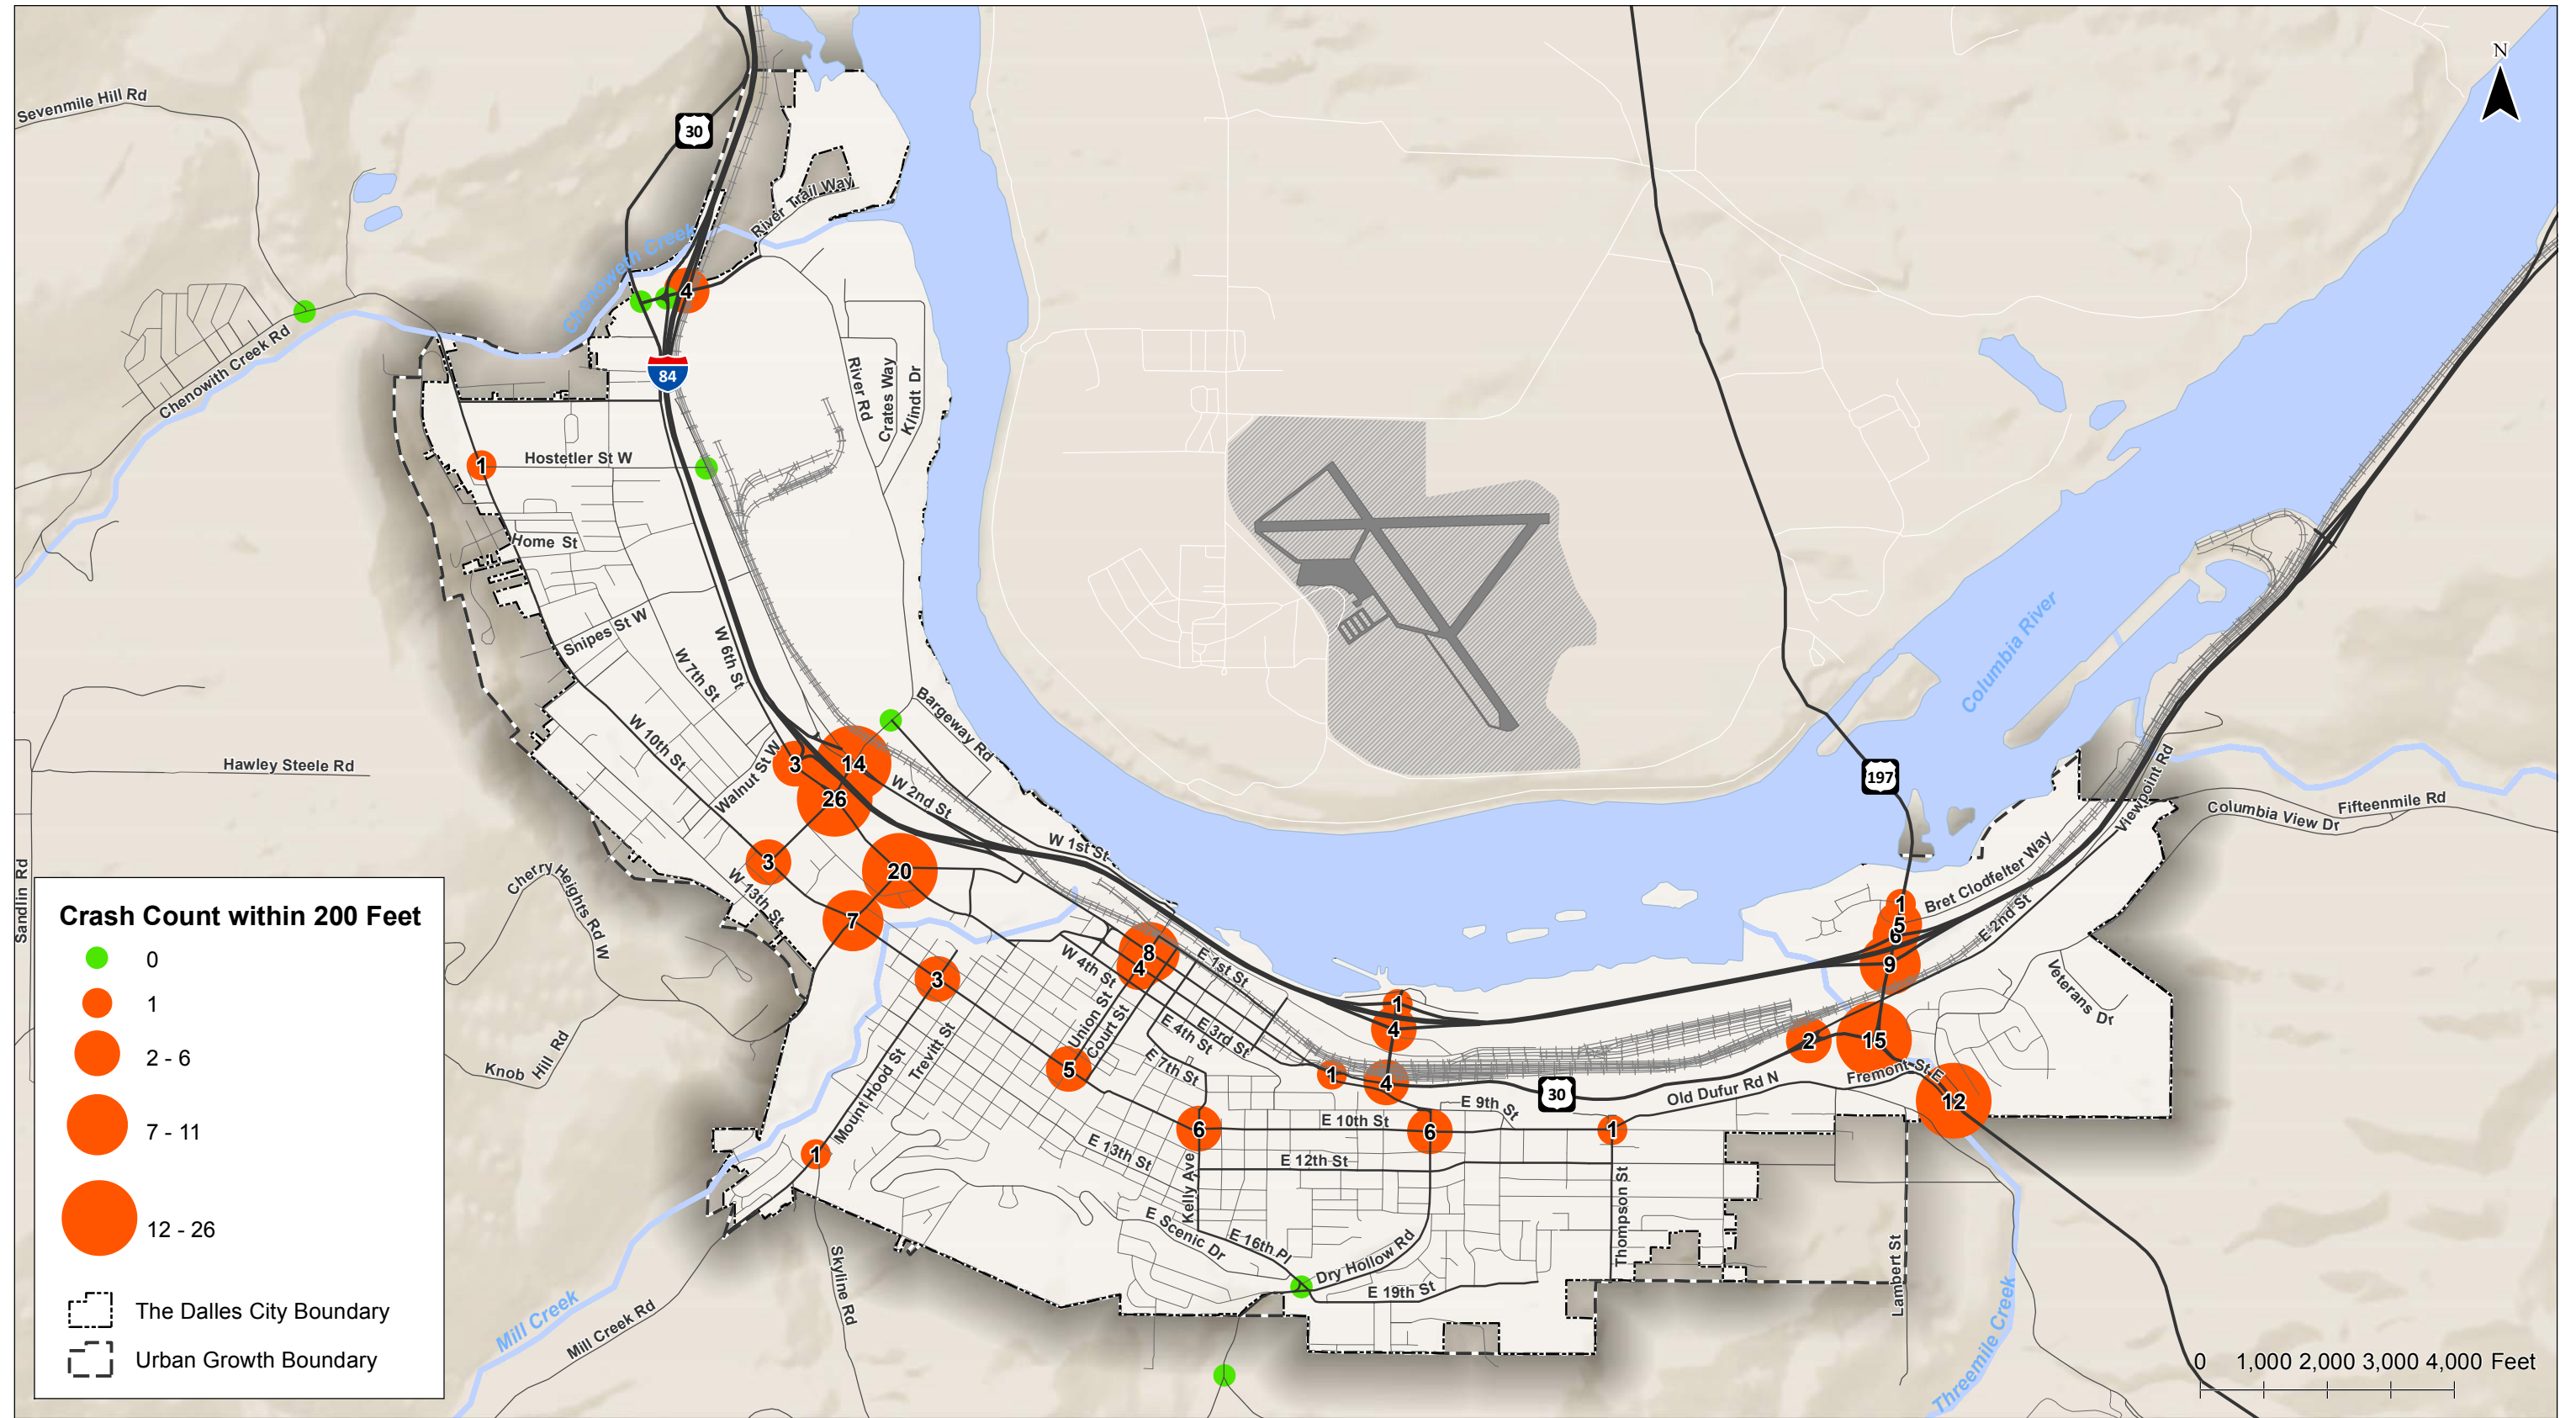 N
Sevenmile Hill Rd
30
River Trail Way
Chenoweth Creek
4
84
Chenowith Creek Rd
River Rd
Crates Way
Klindt Dr
1
Hostetler St W
Home St
Snipes St W
W 6th St
W 7th St
Columbia River
Bargeway Rd
W 10th St
Walnut St W
3
14
26
W 2nd St
Hawley Steele Rd
197
Viewpoint Rd
Columbia View Dr
Fifteenmile Rd
W 1st St
Bret Clodfelter Way
3
20
W 13th St
Cherry Heights Rd W
Sandlin Rd
7
1
5
6
9
E 2nd St
8
4
W 4th St
E 1st St
3
Veterans Dr
Union St
Court St
E 3rd St
E 4th St
1
4
2
15
Knob Hill Rd
Trevitt St
Mount Hood St
5
E 7th St
1
4
30
Old Dufur Rd N
Fremont St E
12
E 9th St
6
E 10th St
6
1
1
E 13th St
E 12th St
Kelly Ave
Thompson St
E Scenic Dr
E 16th Pl
Dry Hollow Rd
E 19th St
Lambert St
Skyline Rd
Mill Creek
Mill Creek Rd
Threemile Creek
Crash Count within 200 Feet
0
1
2 - 6
7 - 11
12 - 26
The Dalles City Boundary
Urban Growth Boundary
0 1,000 2,000 3,000 4,000 Feet